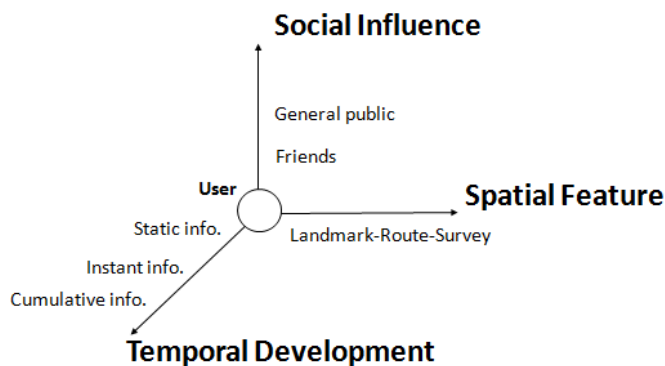 Social Influence
General public
Friends
User
Spatial Feature
Static info.
Landmark-Route-Survey
Instant info.
Cumulative info.
Temporal Development